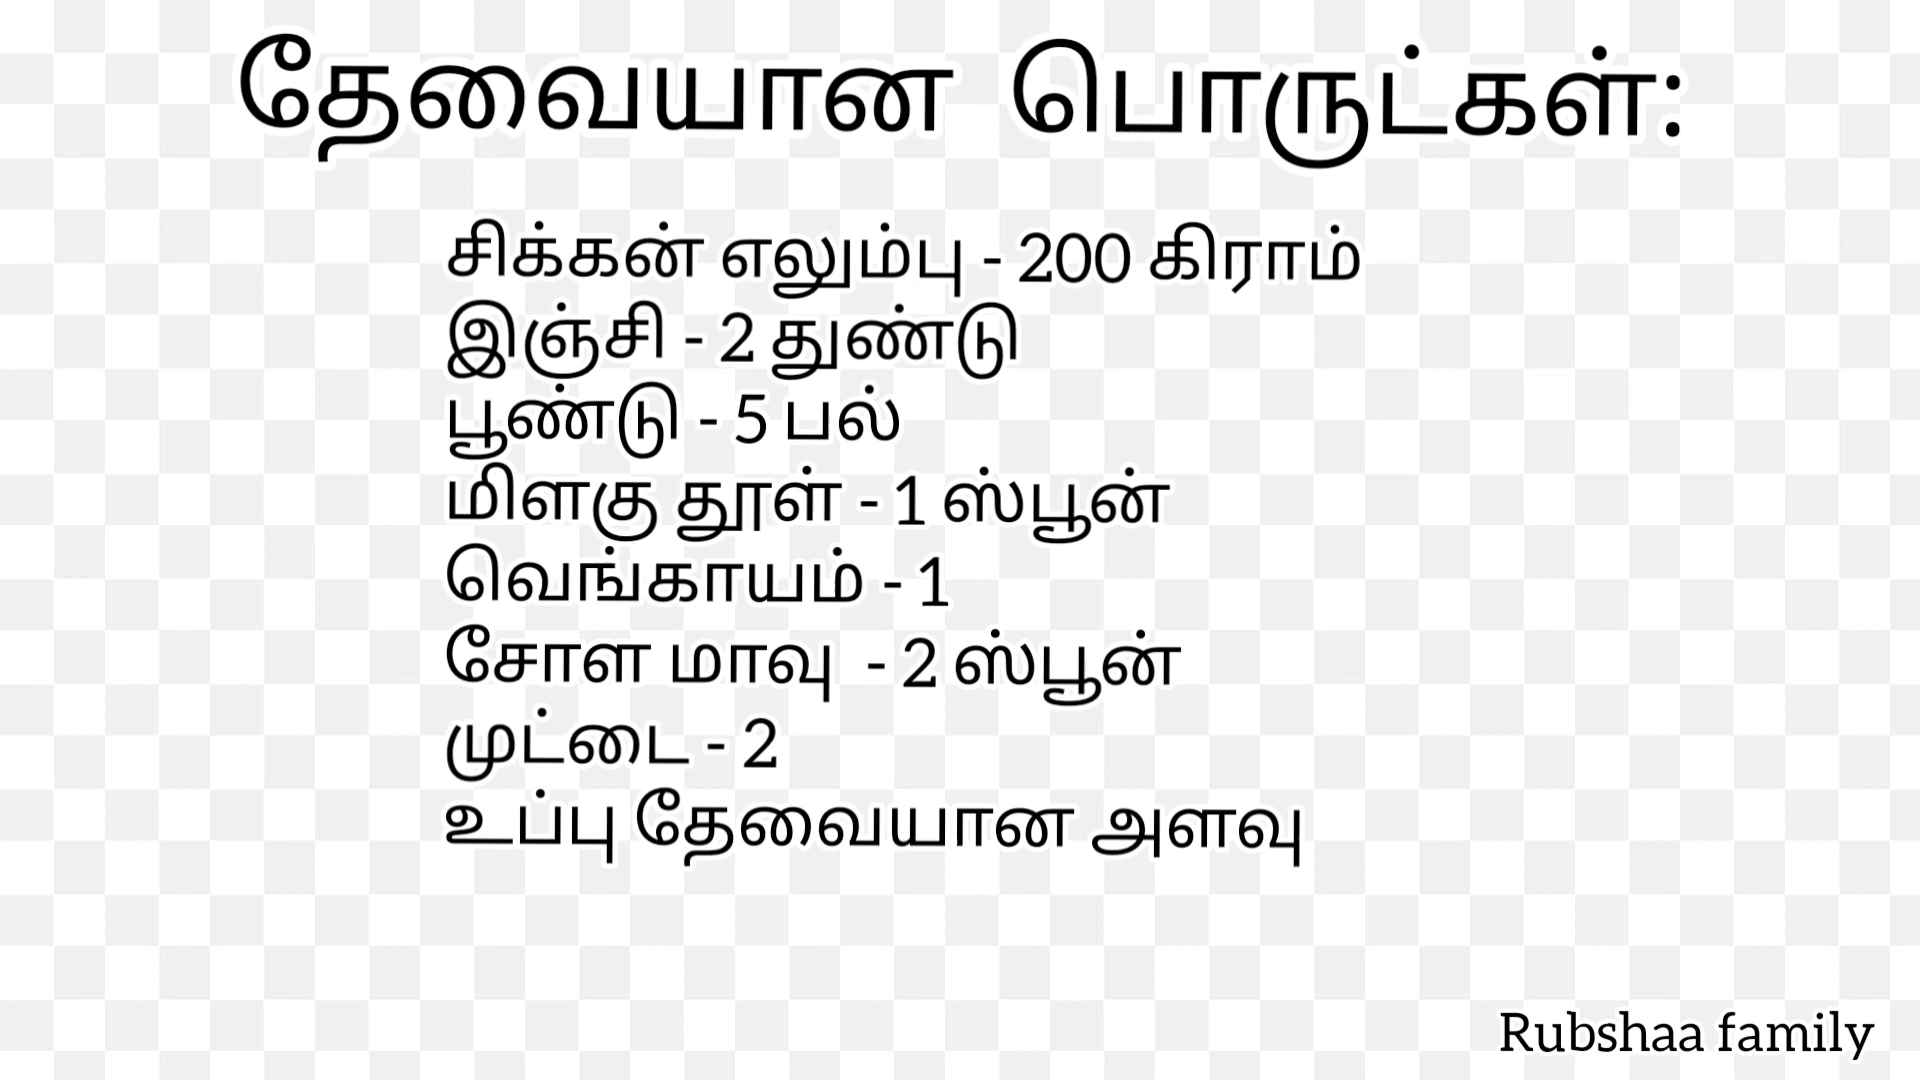 தேவையான பொருட்கள்:
சிக்கன் எலும்பு - 200 கிராம்
இஞ்சி - 2 துண்டு
பூண்டு - 5 பல்
மிளகு தூள் - 1 ஸ்பூன்
வெங்காயம் - 1
சோள மாவு - 2 ஸ்பூன்
முட்டை - 2
உப்பு தேவையான அளவு
Rubshaa family